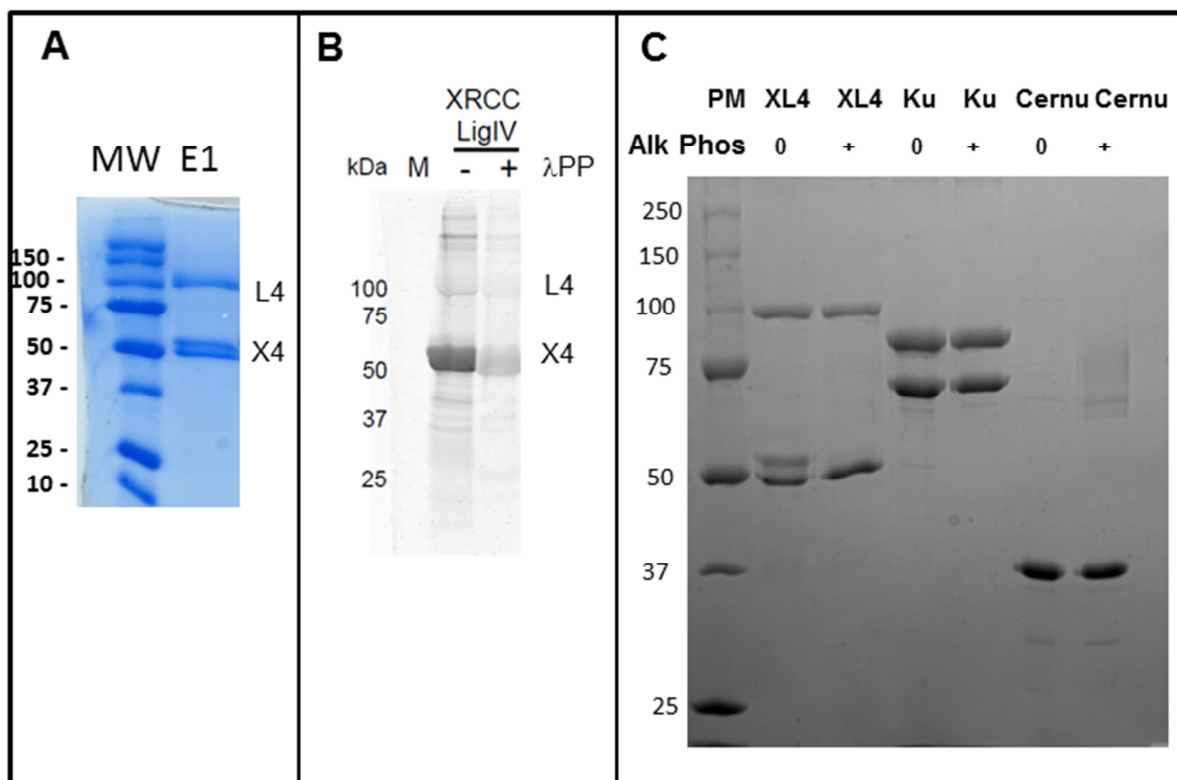 A
MW E1
150 -
100 -
75 -
50 -
37 -
25 -
10 -
L4
X4
B
XRCC
LigIV
kDa M - + λPP
100
75
50
37
25
L4
X4
C
PM XL4 XL4 Ku Ku Cernu Cernu
Alk Phos 0 + 0 + 0 +
250
150
100
75
50
37
25